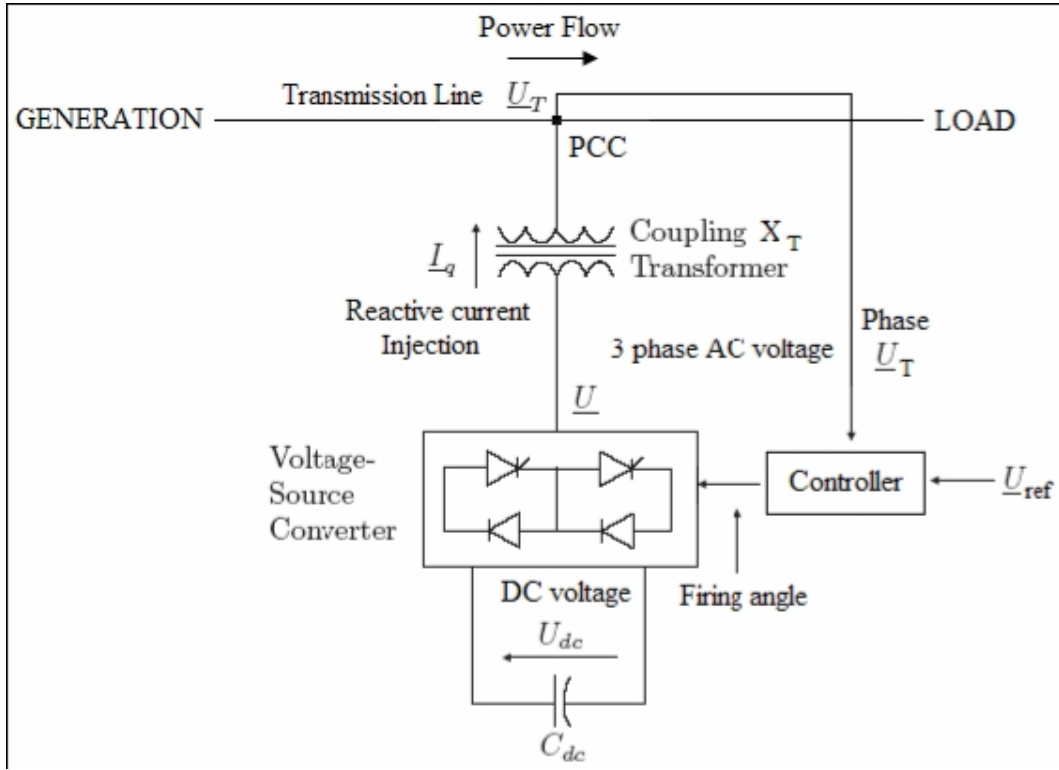 Power Flow
Transmission Line U_T
GENERATION
LOAD
PCC
Coupling X_T
Transformer
I_q
Reactive current
Injection
Phase
3 phase AC voltage
U_T
U
Voltage-
Source
Converter
Controller
U_ref
DC voltage
Firing angle
U_dc
C_dc